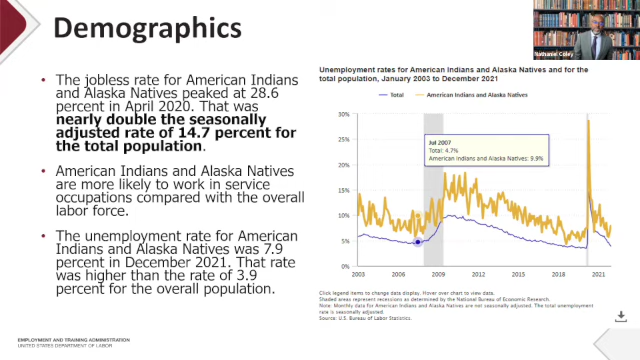 Demographics
Nathaniel Coley
• The jobless rate for American Indians
and Alaska Natives peaked at 28.6
percent in April 2020. That was
nearly double the seasonally
adjusted rate of 14.7 percent for
the total population.
• American Indians and Alaska Natives
are more likely to work in service
occupations compared with the overall
labor force.
• The unemployment rate for American
Indians and Alaska Natives was 7.9
percent in December 2021. That rate
was higher than the rate of 3.9
percent for the overall population.
Unemployment rates for American Indians and Alaska Natives and for the
total population, January 2003 to December 2021
Total
American Indians and Alaska Natives
30%
25%
20%
15%
10%
5%
0%
Jul 2007
Total: 4.7%
American Indians and Alaska Natives: 9.9%
2003 2006 2009 2012 2015 2018 2021
Click legend items to change data display. Hover over chart to view data.
Shaded areas represent recessions as determined by the National Bureau of Economic Research.
Note: Monthly data for American Indians and Alaska Natives are not seasonally adjusted. The total unemployment
rate is seasonally adjusted.
Source: U.S. Bureau of Labor Statistics.
EMPLOYMENT AND TRAINING ADMINISTRATION
UNITED STATES DEPARTMENT OF LABOR